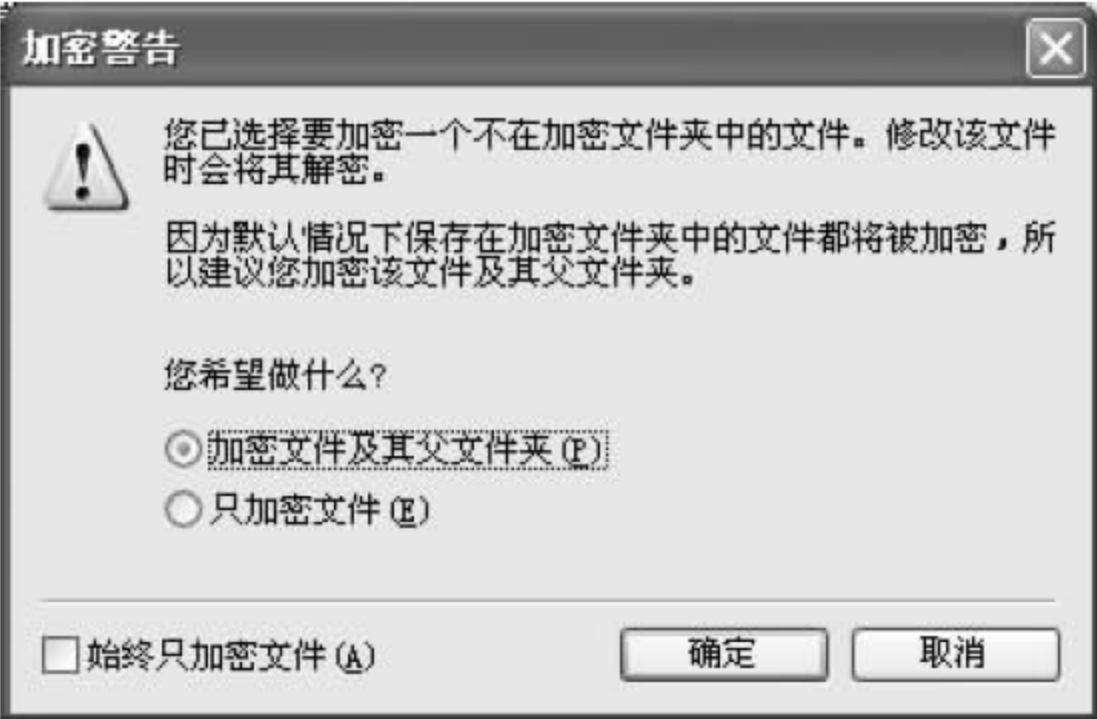 加密警告
您已选择要加密一个不在加密文件夹中的文件。修改该文件
时会将其解密。
因为默认情况下保存在加密文件夹中的文件都将被加密，所
以建议您加密该文件及其父文件夹。
您希望做什么?
加密文件及其父文件夹(P)
只加密文件(E)
始终只加密文件(A)
确定
取消